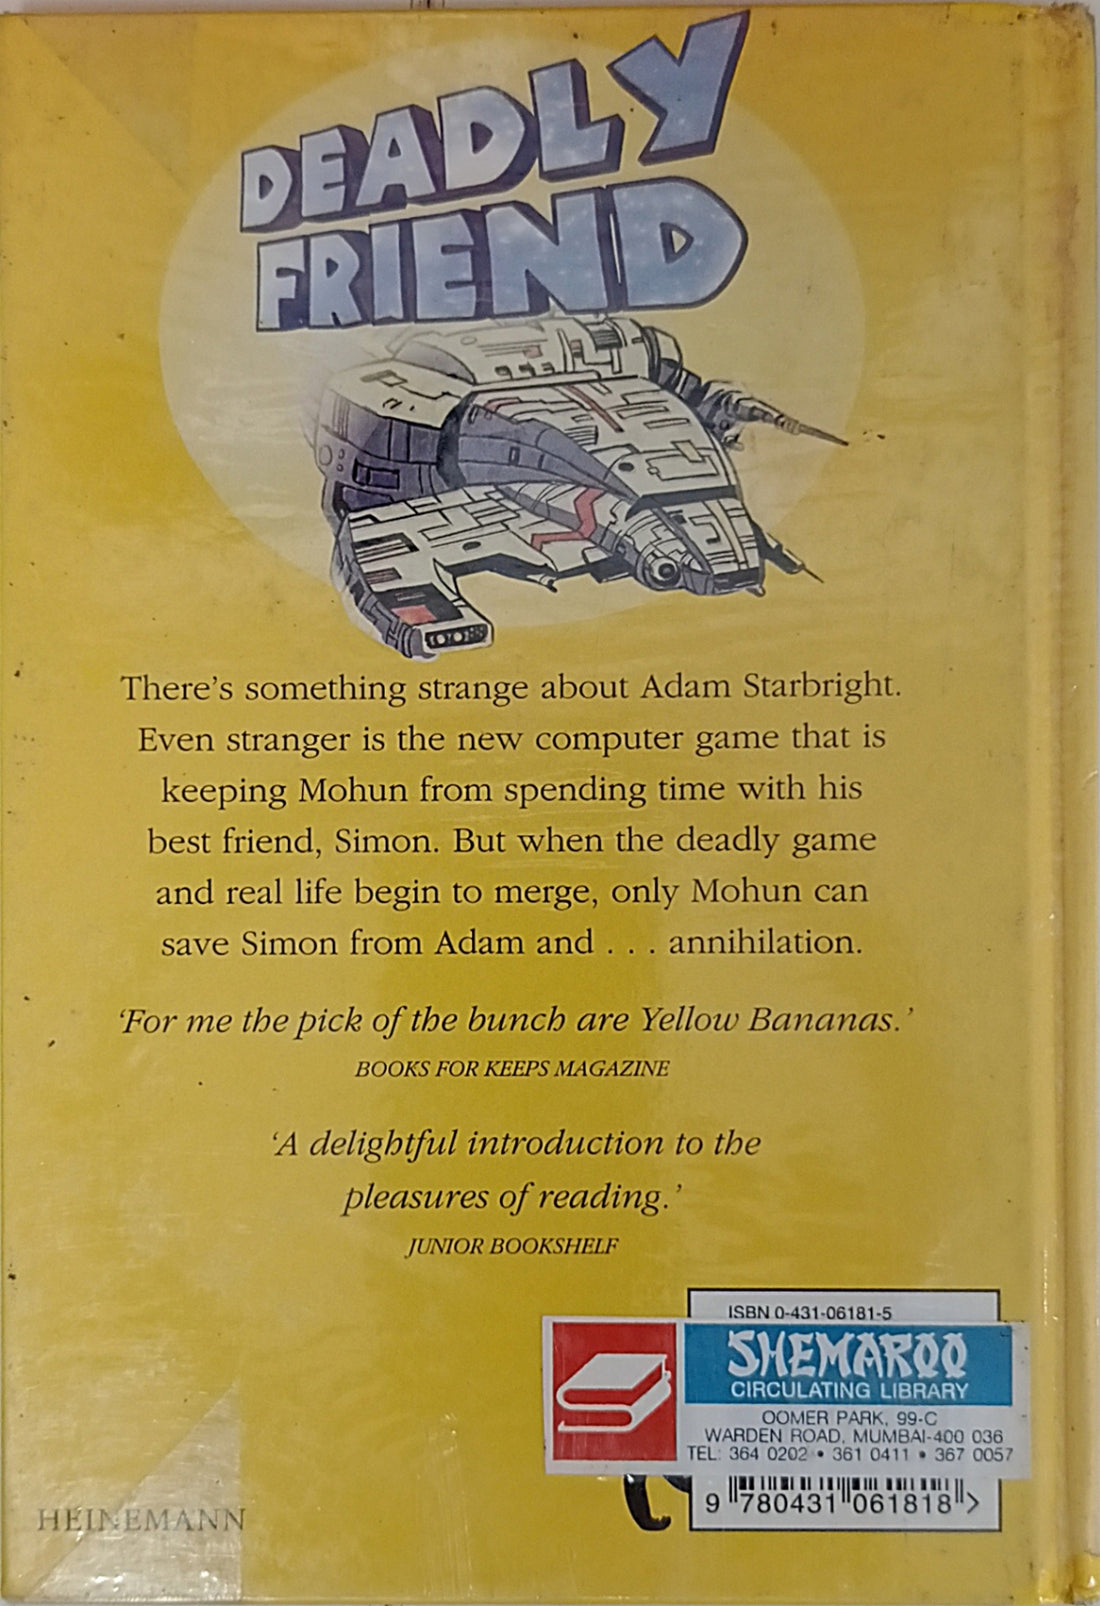 DEADLY
FRIEND
There's something strange about Adam Starbright.
Even stranger is the new computer game that is
keeping Mohun from spending time with his
best friend, Simon. But when the deadly game
and real life begin to merge, only Mohun can
save Simon from Adam and . . . annihilation.
‘For me the pick of the bunch are Yellow Bananas.’
BOOKS FOR KEEPS MAGAZINE
‘A delightful introduction to the
pleasures of reading.’
JUNIOR BOOKSHELF
ISBN 0-431-06181-5
SHEMAROO
CIRCULATING LIBRARY
OOMER PARK, 99-C
WARDEN ROAD, MUMBAI-400 036
TEL: 364 0202 • 361 0411 • 367 0057
9 780431 061818 >
HEINEMANN